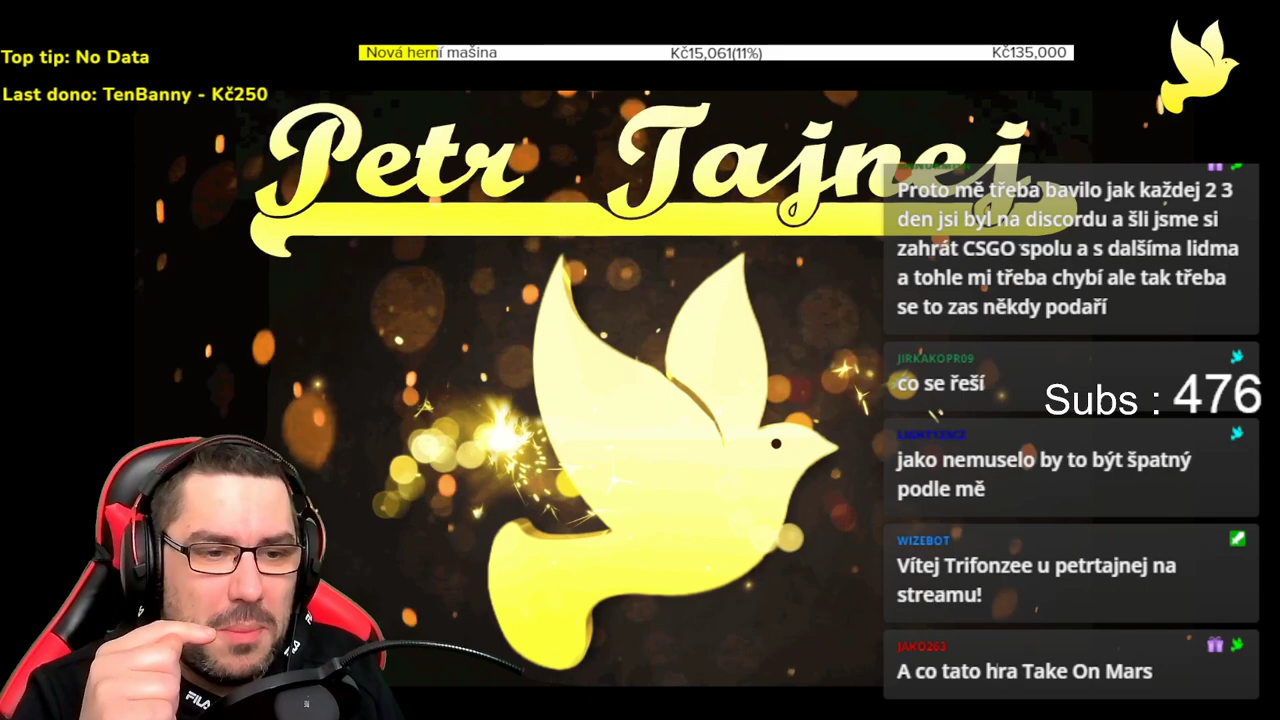 Top tip: No Data
Nová herní mašina
Kč15,061(11%)
Kč135,000
Last dono: TenBanny - Kč250
Petr Tajnej
Proto mě třeba bavilo jak každej 2 3
den jsi byl na discordu a šli jsme si
zahrát CSGO spolu a s dalšíma lidma
a tohle mi třeba chybí ale tak třeba
se to zas někdy podaří
JIRKAKOPR09
co se řeší
Subs : 476
jako nemuselo by to být špatný
podle mě
WIZEBOT
Vítej Trifonzee u petrtajnej na
streamu!
JAKO263
A co tato hra Take On Mars
FILA
FILA